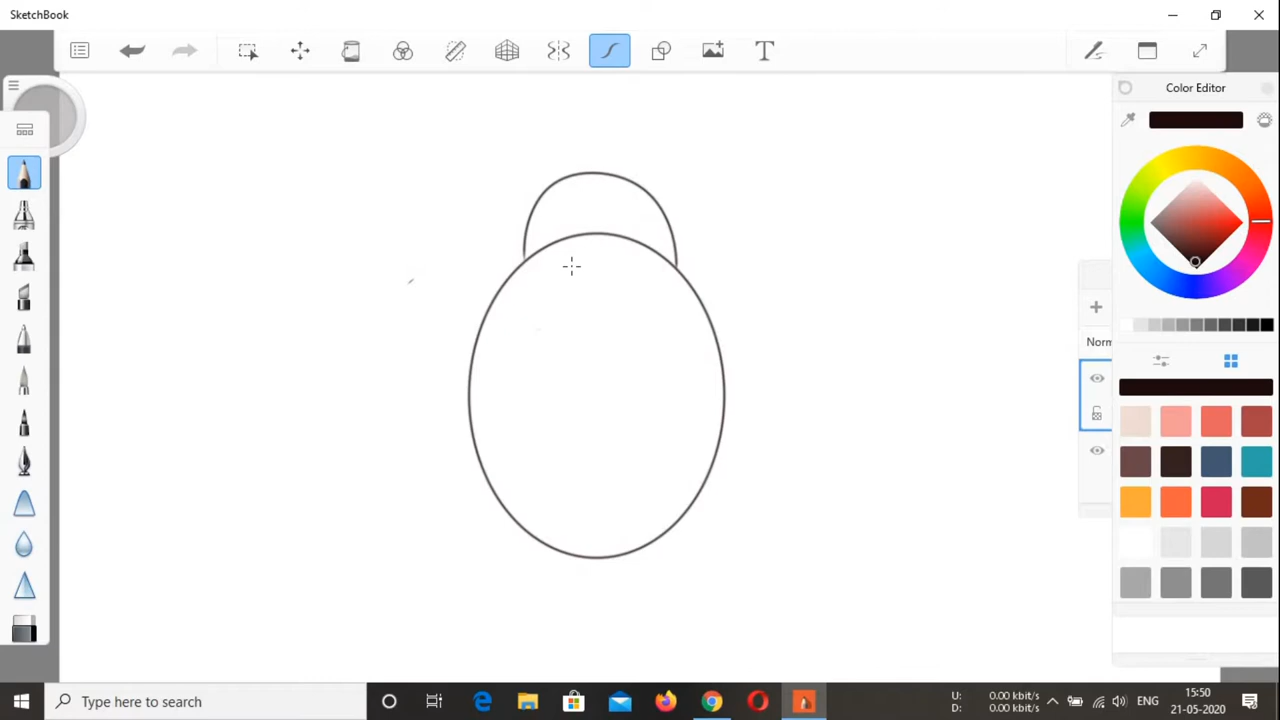 SketchBook
T
Color Editor
Norm
Type here to search
U: 0.00 kbit/s
D: 0.00 kbit/s
ENG
15:50
21-05-2020